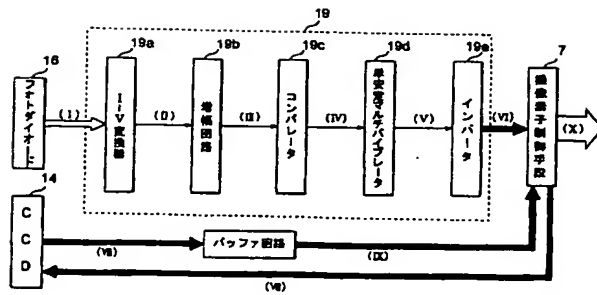 19
16
19a
19b
19c
19d
19e
7
フォトダイオード
(I)
I-V変換器
(II)
増幅回路
(III)
コンパレータ
(IV)
単安定マルチバイブレータ
(V)
インバータ
(VI)
撮像素子制御手段
(X)
14
CCD
(VII)
バッファ回路
(IX)